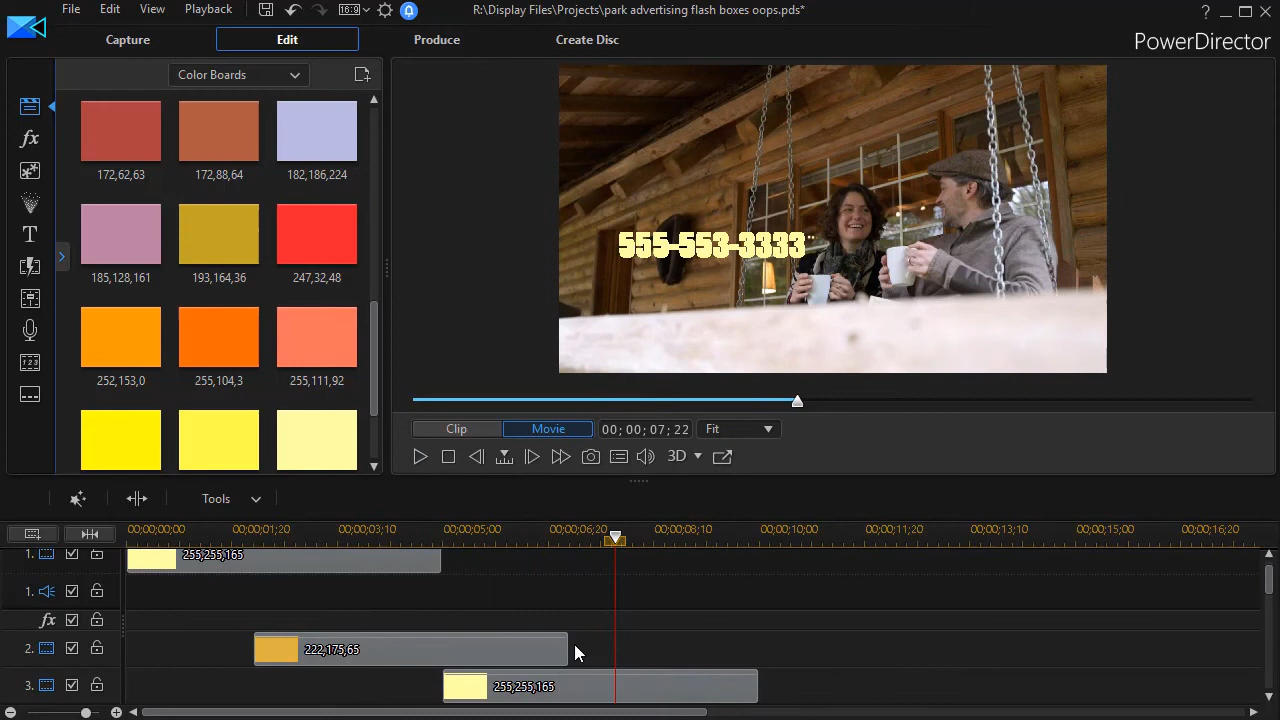 File Edit View Playback 16:9 R:\Display Files\Projects\park advertising flash boxes oops.pds*
Capture Edit Produce Create Disc PowerDirector
Color Boards
172,62,63 172,88,64 182,186,224
185,128,161 193,164,36 247,32,48
252,153,0 255,104,3 255,111,92
555-553-3333
Clip Movie 00; 00; 07; 22 Fit
3D
Tools
00;00;00;00 00;00;01;20 00;00;03;10 00;00;05;00 00;00;06;20 00;00;08;10 00;00;10;00 00;00;11;20 00;00;13;10 00;00;15;00 00;00;16;20
1. 255,255,165
1.
fx
2. 222,175,65
3. 255,255,165